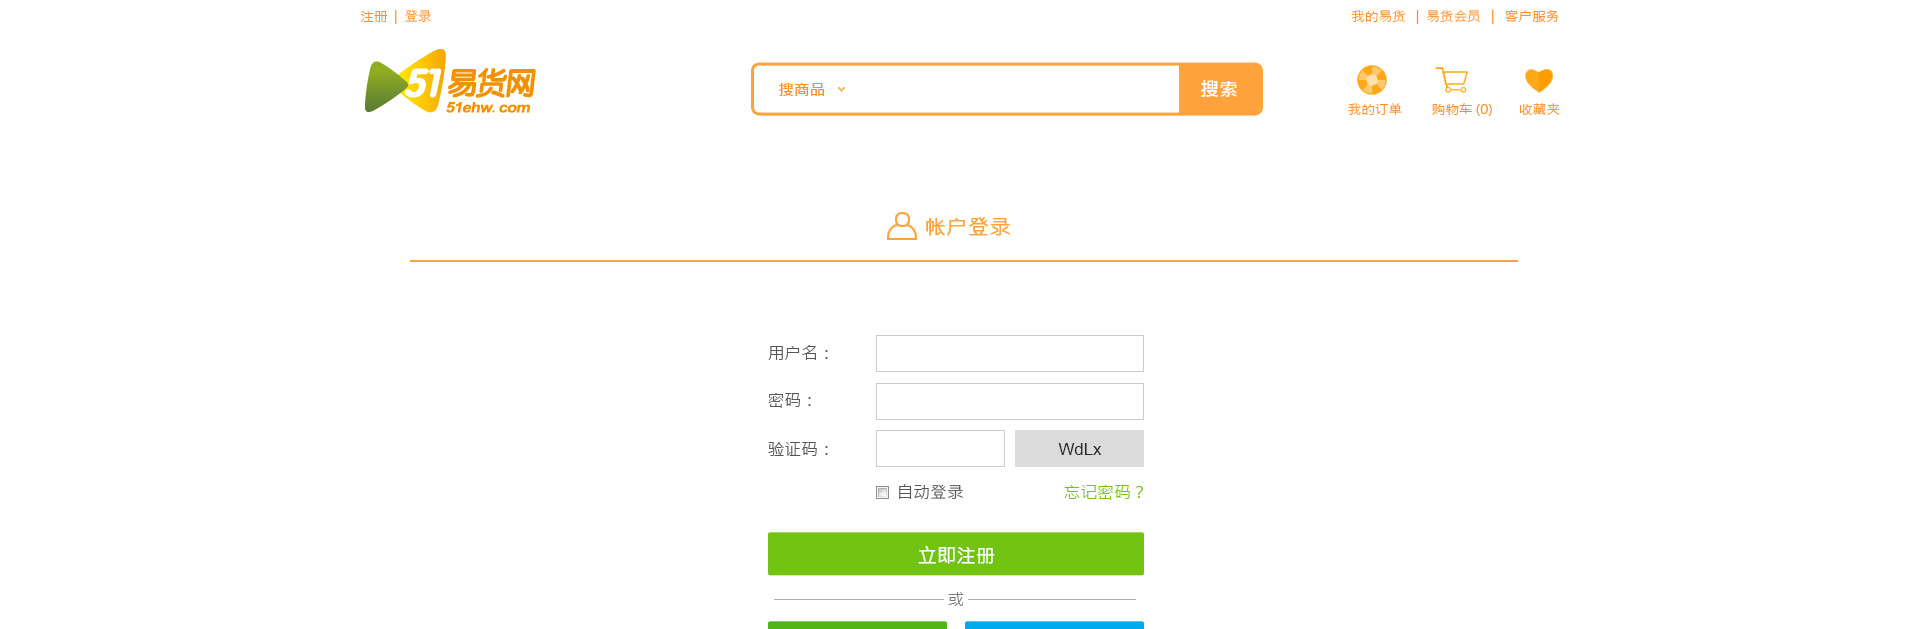 注册 | 登录
我的易货 | 易货会员 | 客户服务
51易货网
51ehw. com
搜商品
搜索
我的订单
购物车 (0)
收藏夹
帐户登录
用户名：
密码：
验证码：
WdLx
自动登录
忘记密码？
立即注册
或